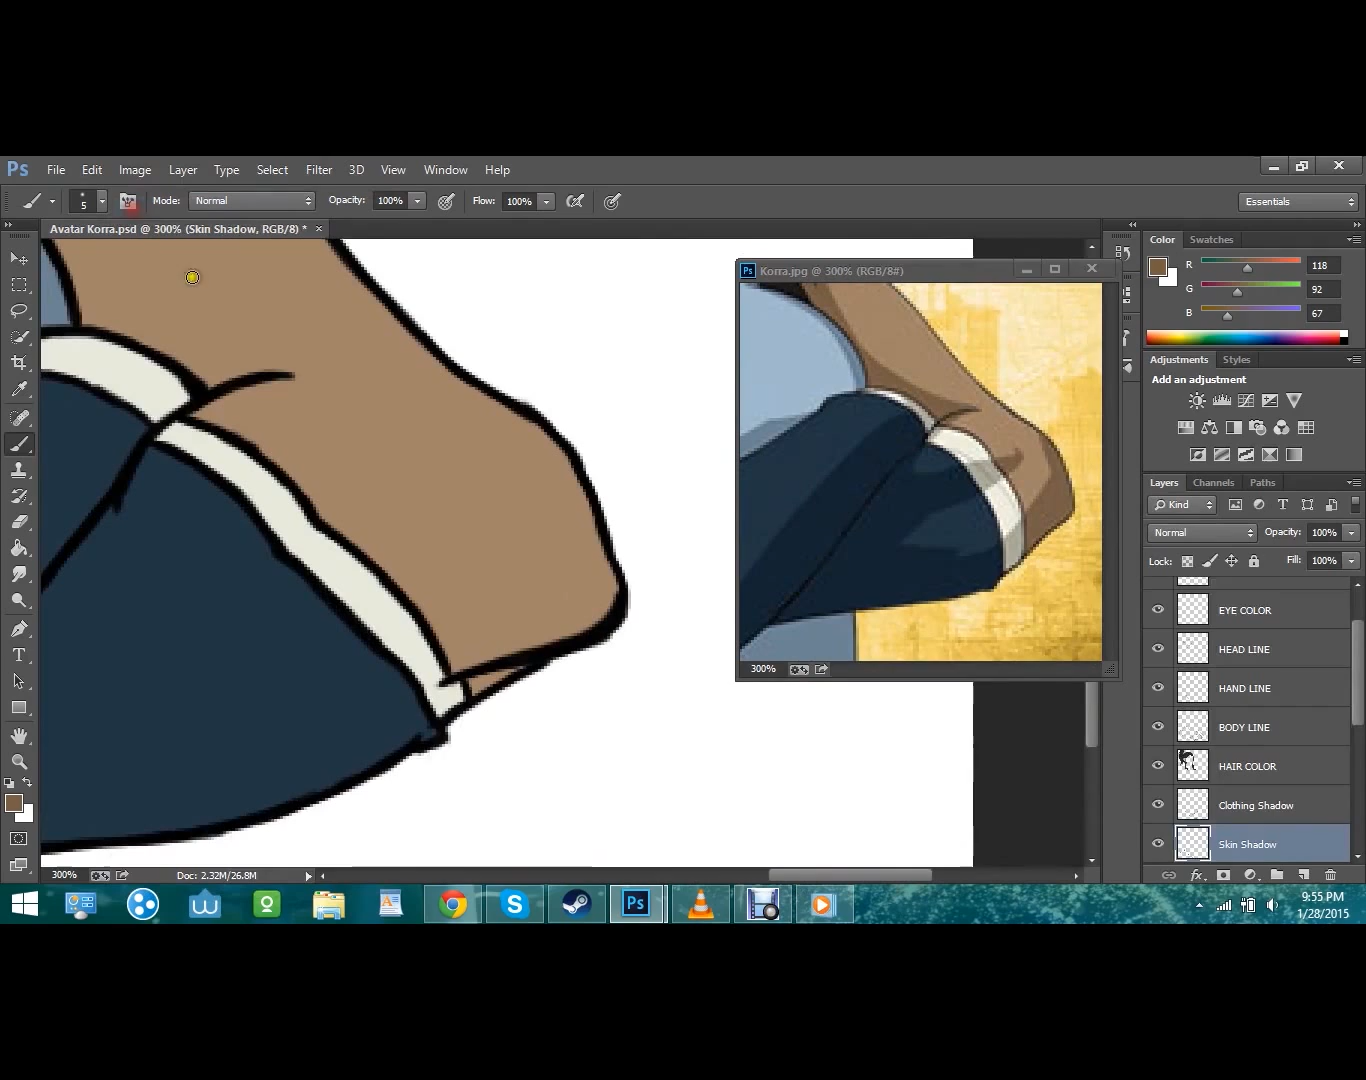 Ps File Edit Image Layer Type Select Filter 3D View Window Help
5 Mode: Normal Opacity: 100% Flow: 100% Essentials
Avatar Korra.psd @ 300% (Skin Shadow, RGB/8) * ×
Color Swatches
R 118
G 92
B 67
Ps Korra.jpg @ 300% (RGB/8#)
300%
Adjustments Styles
Add an adjustment
Layers Channels Paths
Kind
Normal Opacity: 100%
Lock: Fill: 100%
EYE COLOR
HEAD LINE
HAND LINE
BODY LINE
HAIR COLOR
Clothing Shadow
Skin Shadow
fx
300% Doc: 2.32M/26.8M
Ps
9:55 PM
1/28/2015